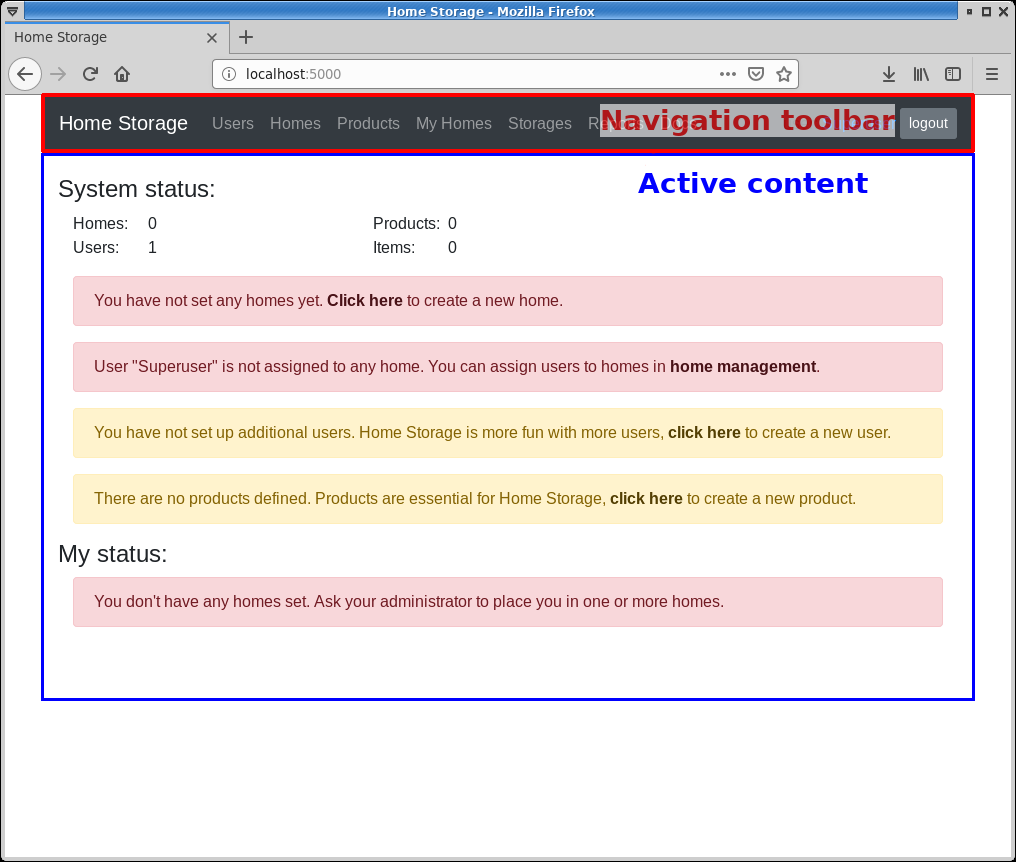 Home Storage - Mozilla Firefox
Home Storage
localhost:5000
Home Storage Users Homes Products My Homes Storages Navigation toolbar logout
Active content
System status:
Homes: 0 Products: 0
Users: 1 Items: 0
You have not set any homes yet. Click here to create a new home.
User "Superuser" is not assigned to any home. You can assign users to homes in home management.
You have not set up additional users. Home Storage is more fun with more users, click here to create a new user.
There are no products defined. Products are essential for Home Storage, click here to create a new product.
My status:
You don't have any homes set. Ask your administrator to place you in one or more homes.